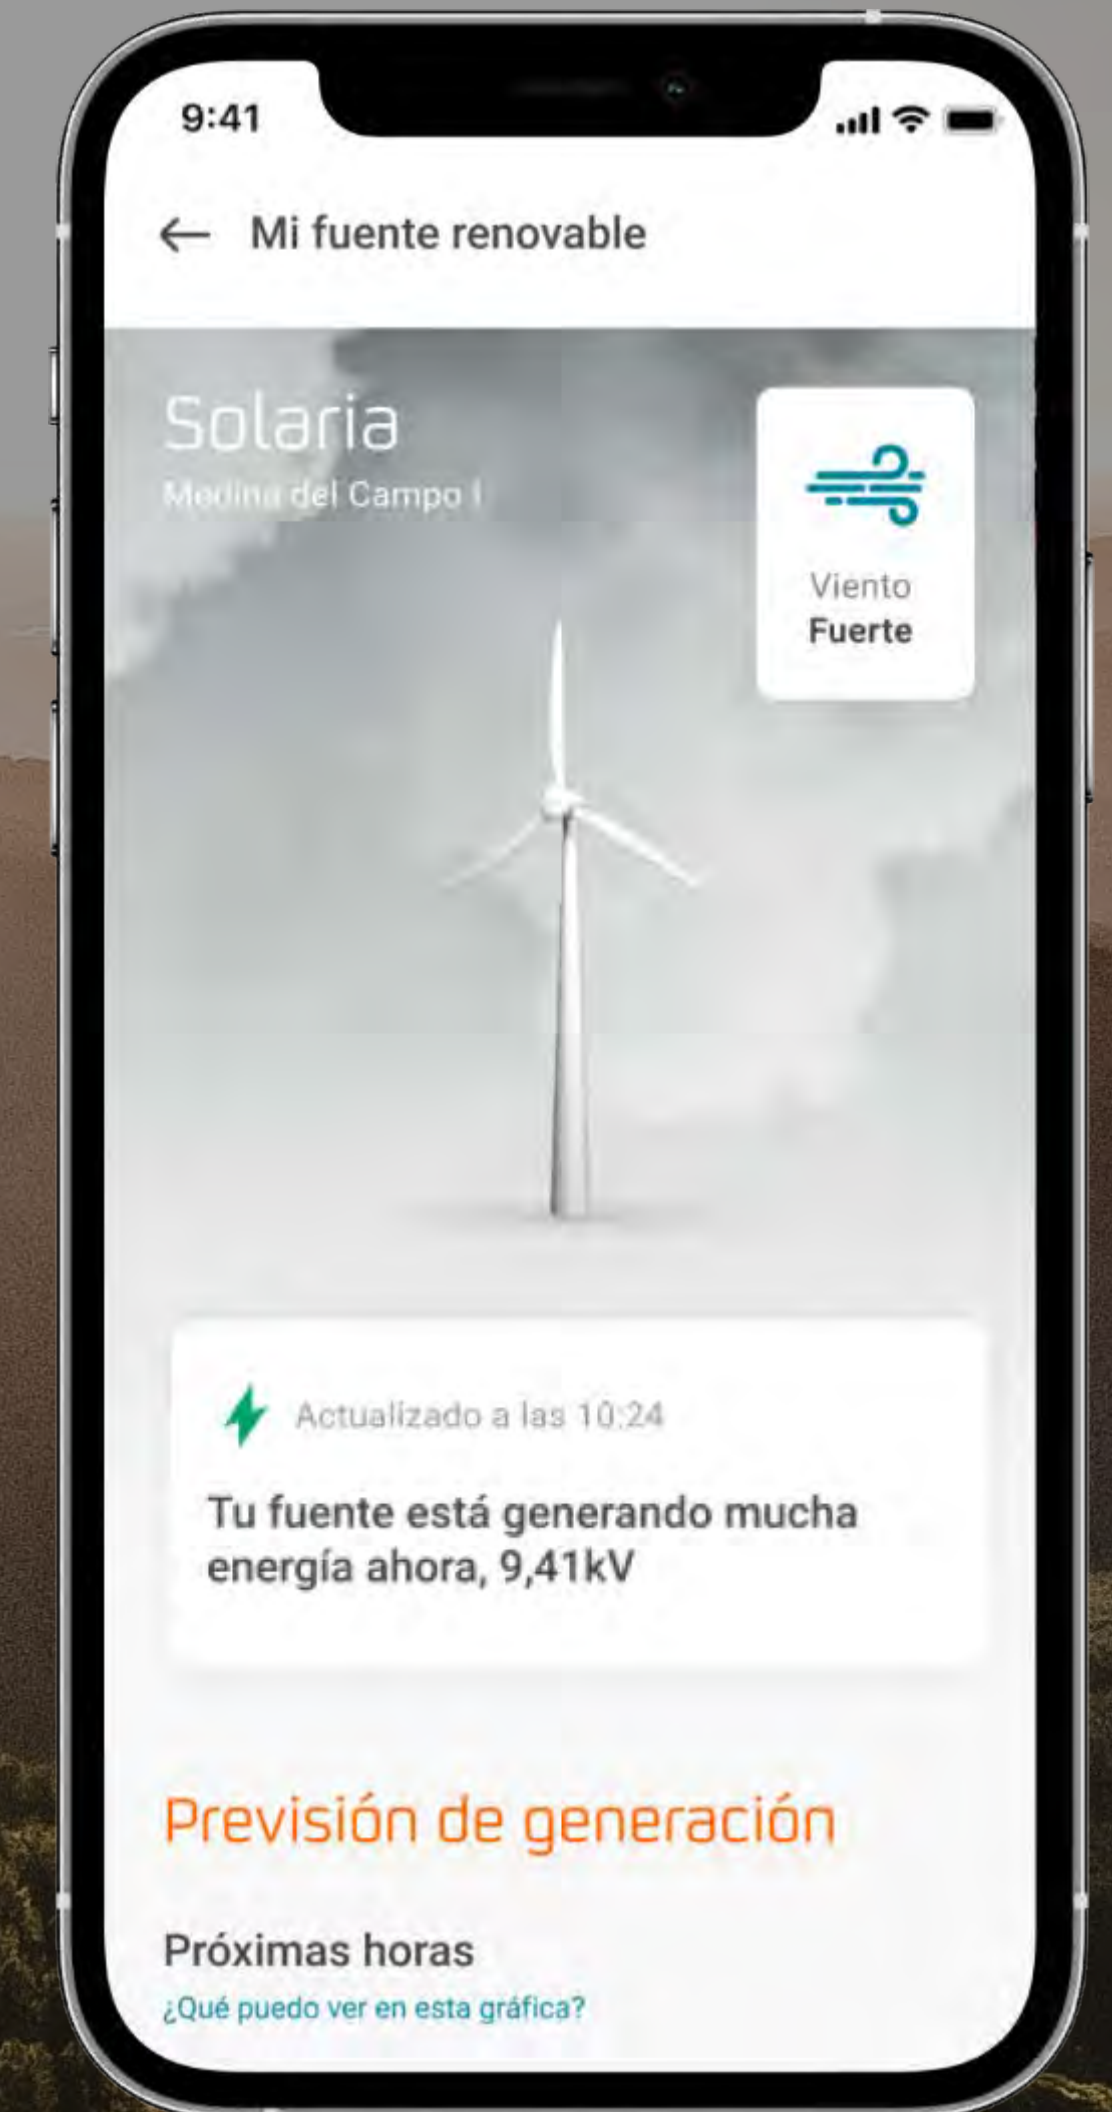 9:41
Mi fuente renovable
Solaria
Medina del Campo I
Viento
Fuerte
Actualizado a las 10:24
Tu fuente está generando mucha
energía ahora, 9,41kV
Previsión de generación
Próximas horas
¿Qué puedo ver en esta gráfica?